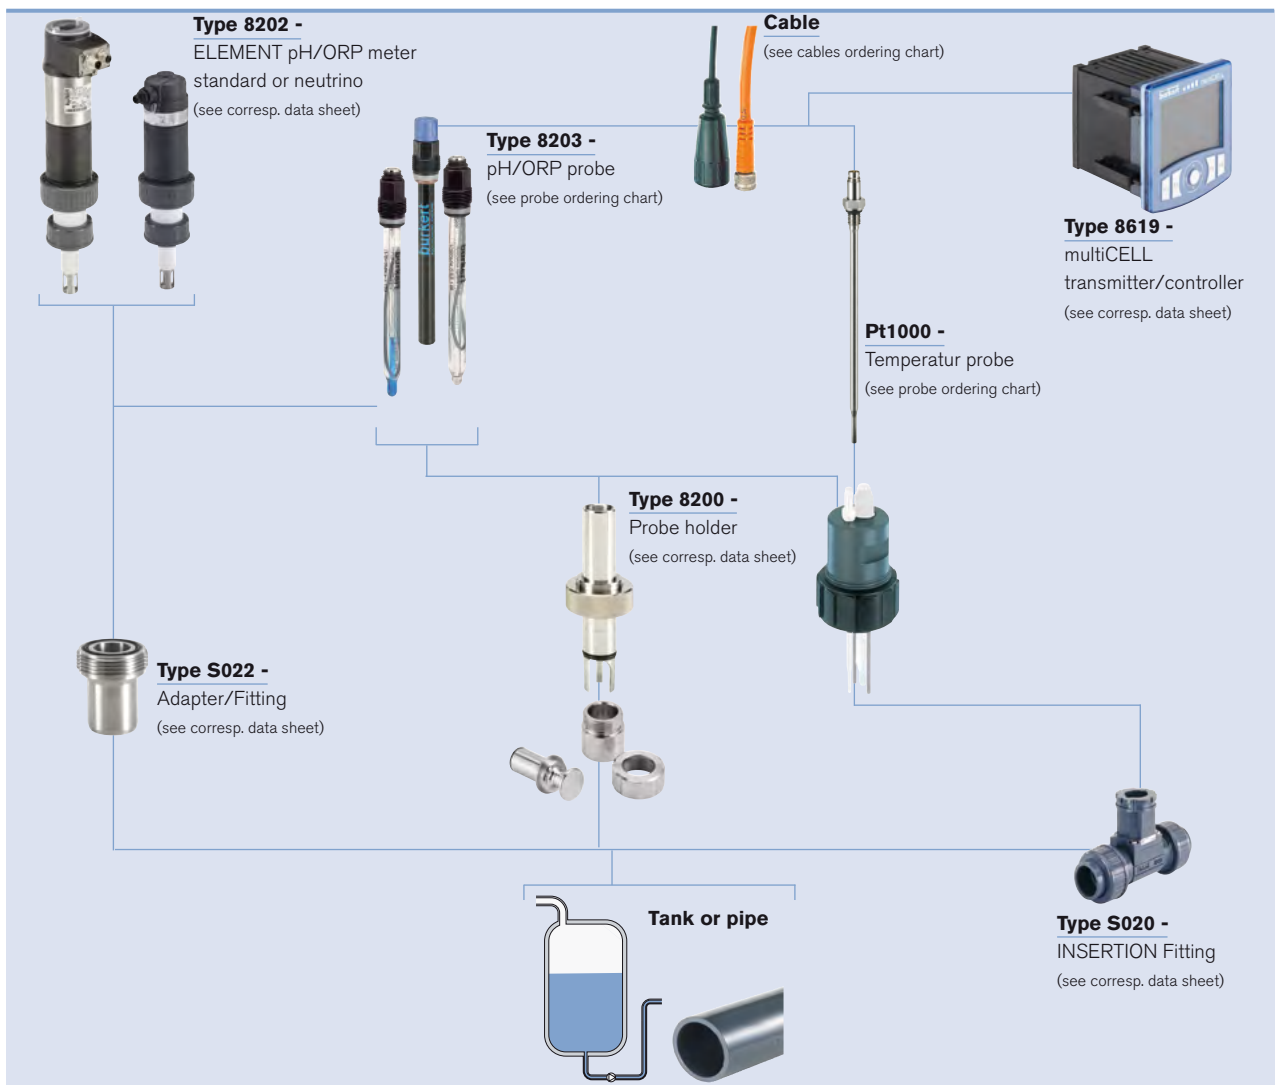 Type 8202 -
ELEMENT pH/ORP meter
standard or neutrino
(see corresp. data sheet)
Cable
(see cables ordering chart)
Type 8203 -
pH/ORP probe
(see probe ordering chart)
burkert
burkert
Type 8619 -
multiCELL
transmitter/controller
(see corresp. data sheet)
Pt1000 -
Temperatur probe
(see probe ordering chart)
Type 8200 -
Probe holder
(see corresp. data sheet)
Type S022 -
Adapter/Fitting
(see corresp. data sheet)
Tank or pipe
Type S020 -
INSERTION Fitting
(see corresp. data sheet)